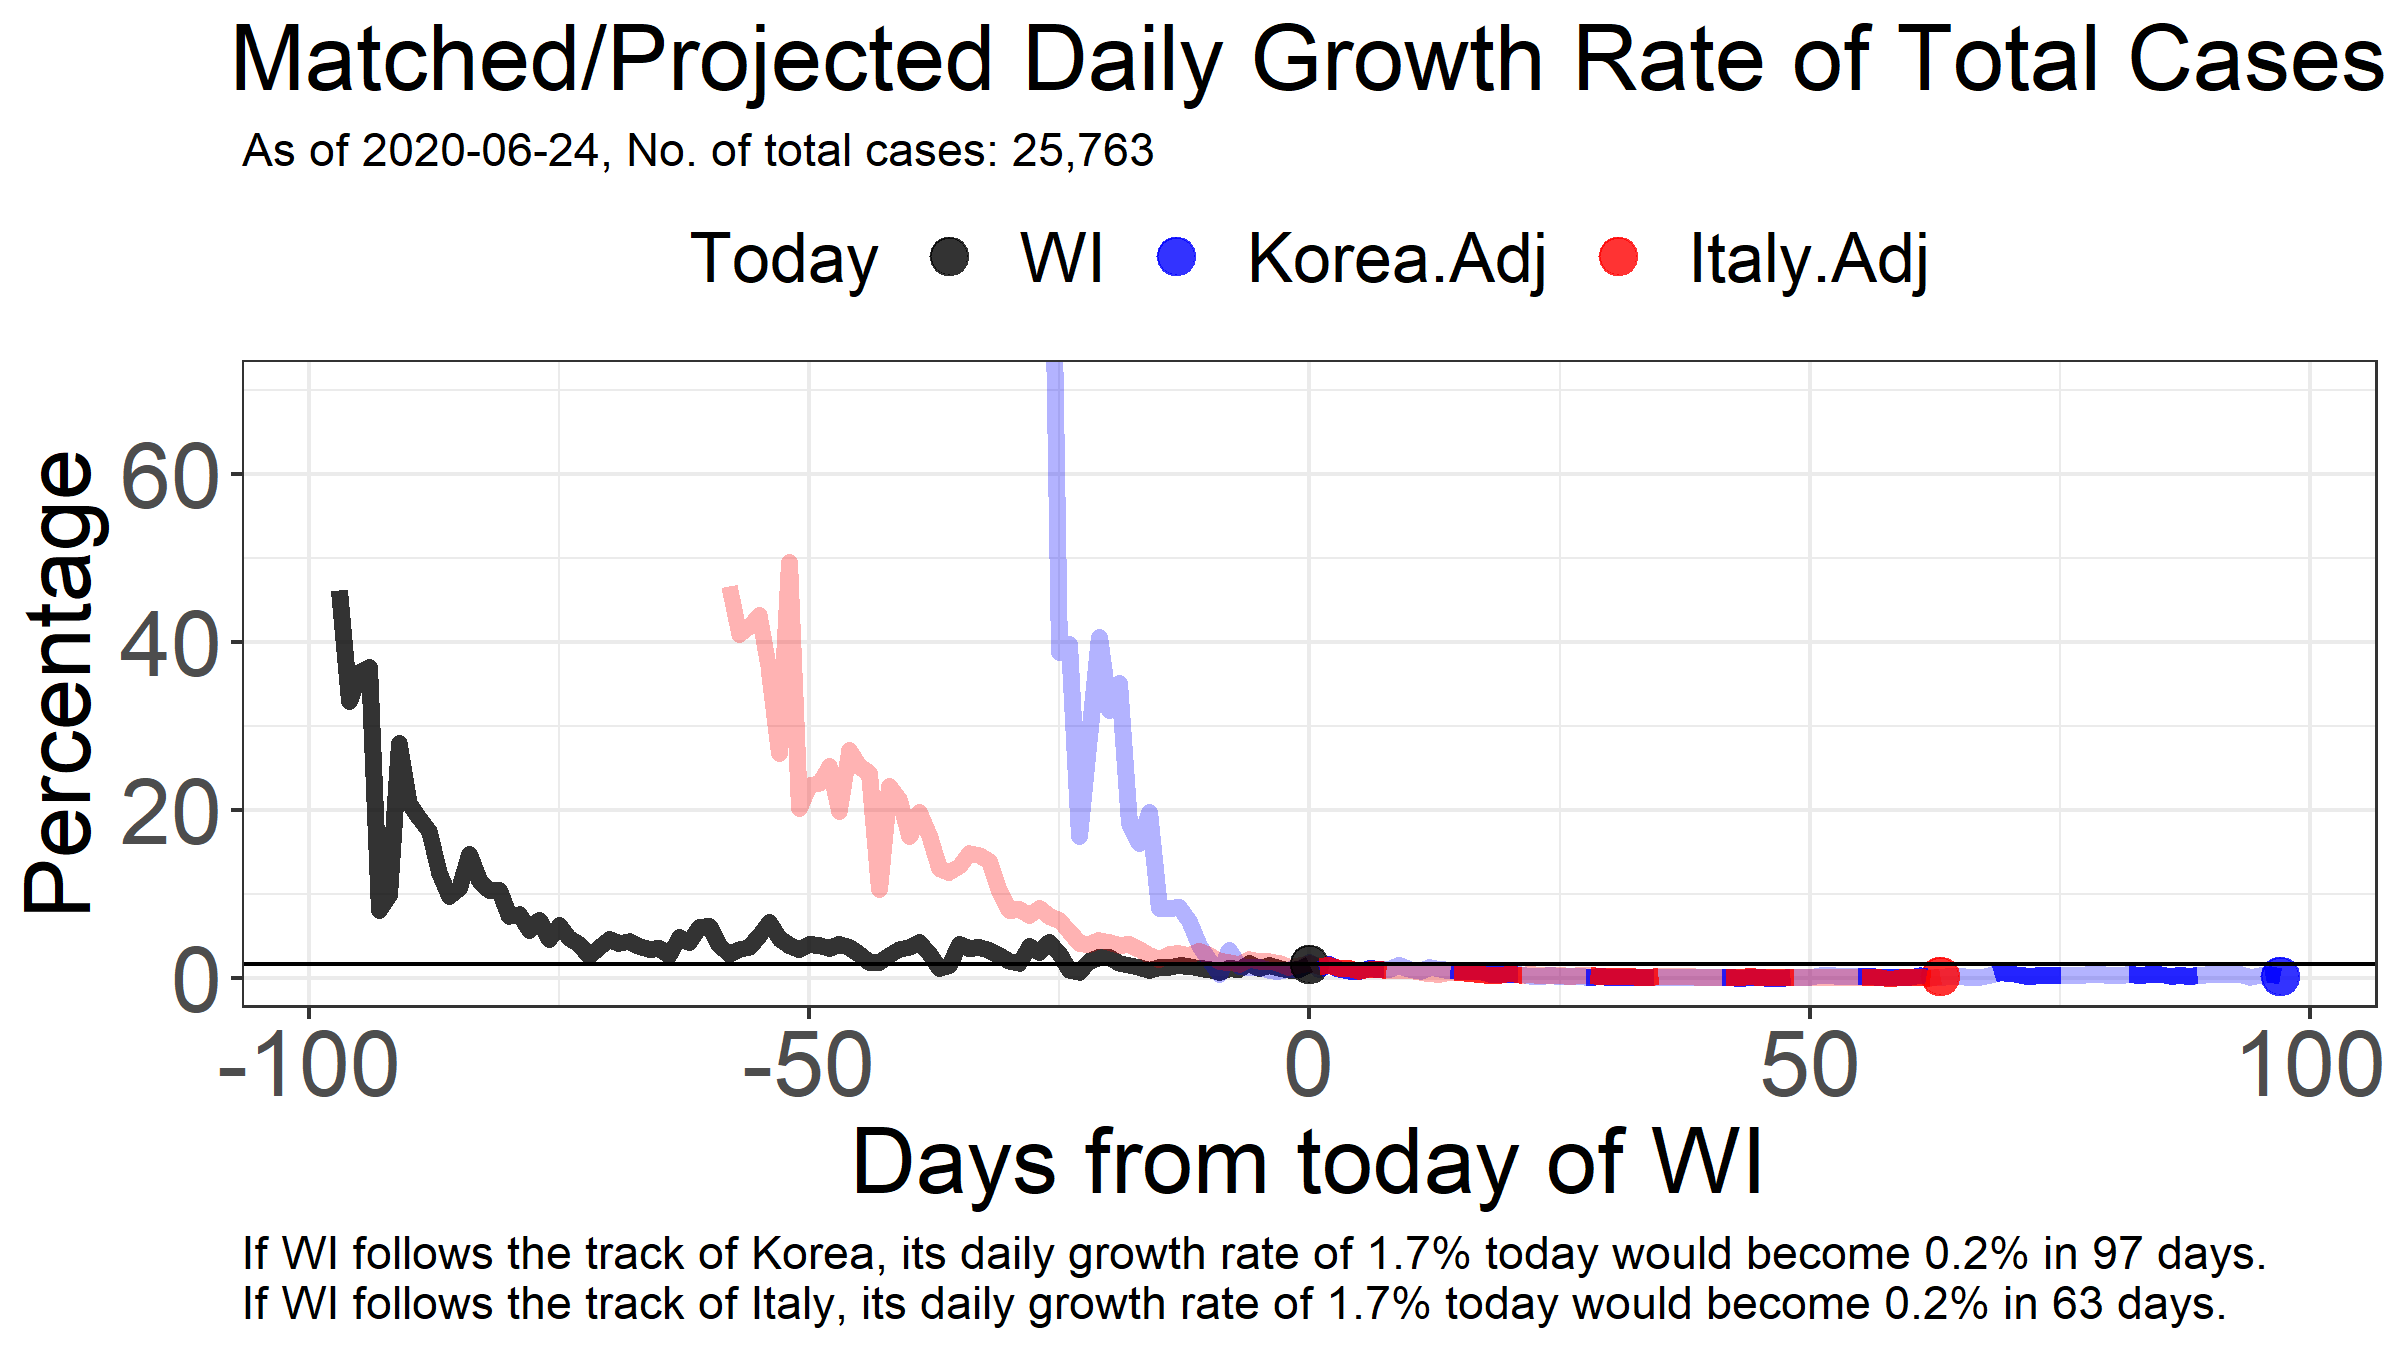 Matched/Projected Daily Growth Rate of Total Cases
As of 2020-06-24, No. of total cases: 25,763
Today WI Korea.Adj Italy.Adj
Percentage
60
40
20
0
-100 -50 0 50 100
Days from today of WI
If WI follows the track of Korea, its daily growth rate of 1.7% today would become 0.2% in 97 days.
If WI follows the track of Italy, its daily growth rate of 1.7% today would become 0.2% in 63 days.